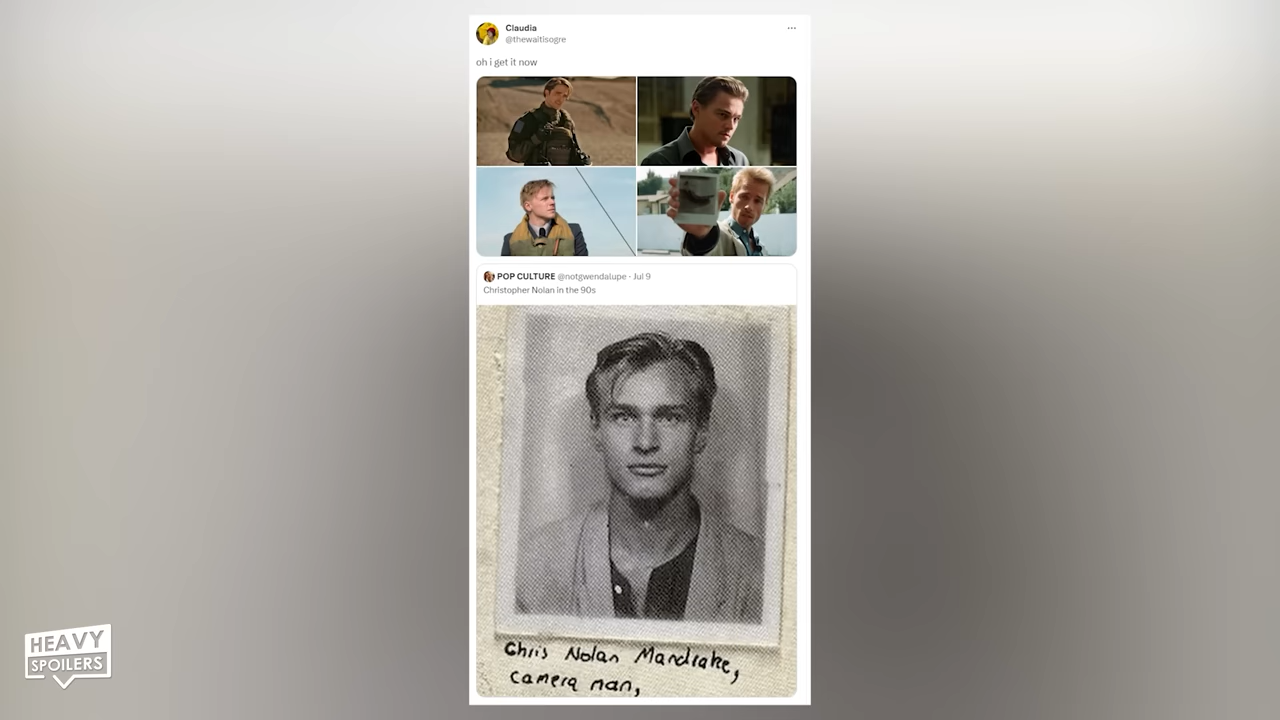 Claudia
@thewaitisogre
oh i get it now
POP CULTURE @notgwendalupe · Jul 9
Christopher Nolan in the 90s
Chris Nolan Mandrake,
camera man,
HEAVY
SPOILERS